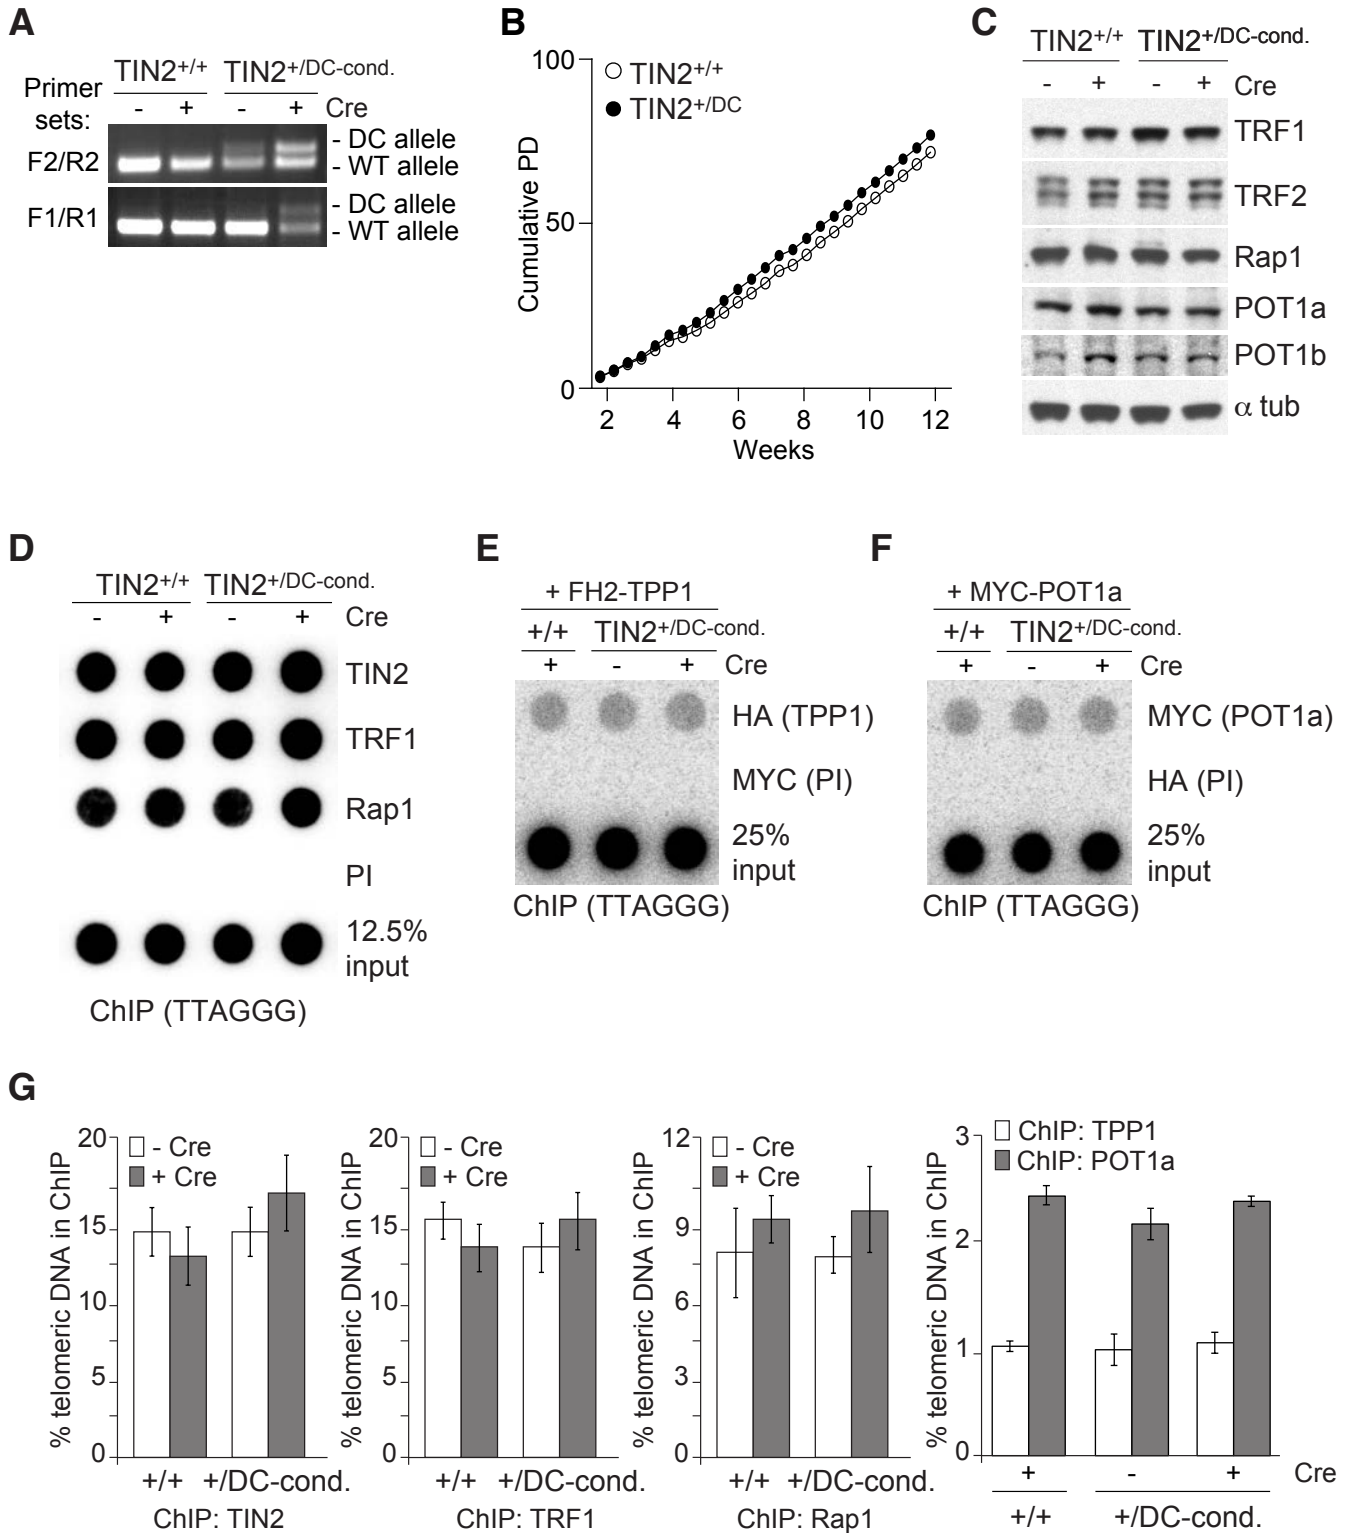 A
TIN2+/+ TIN2+/DC-cond.
Primer sets:
- + - + Cre
F2/R2
- DC allele
- WT allele
F1/R1
- DC allele
- WT allele
B
100
50
0
Cumulative PD
TIN2+/+
TIN2+/DC
2 4 6 8 10 12
Weeks
C
TIN2+/+ TIN2+/DC-cond.
- + - + Cre
TRF1
TRF2
Rap1
POT1a
POT1b
α tub
D
TIN2+/+ TIN2+/DC-cond.
- + - + Cre
TIN2
TRF1
Rap1
PI
12.5%
input
ChIP (TTAGGG)
E
+ FH2-TPP1
+/+ TIN2+/DC-cond.
+ - + Cre
HA (TPP1)
MYC (PI)
25%
input
ChIP (TTAGGG)
F
+ MYC-POT1a
+/+ TIN2+/DC-cond.
+ - + Cre
MYC (POT1a)
HA (PI)
25%
input
ChIP (TTAGGG)
G
% telomeric DNA in ChIP
20
15
10
5
0
- Cre
+ Cre
+/+ +/DC-cond.
ChIP: TIN2
% telomeric DNA in ChIP
20
15
10
5
0
- Cre
+ Cre
+/+ +/DC-cond.
ChIP: TRF1
% telomeric DNA in ChIP
12
9
6
3
0
- Cre
+ Cre
+/+ +/DC-cond.
ChIP: Rap1
% telomeric DNA in ChIP
3
2
1
0
ChIP: TPP1
ChIP: POT1a
+ - + Cre
+/+ +/DC-cond.